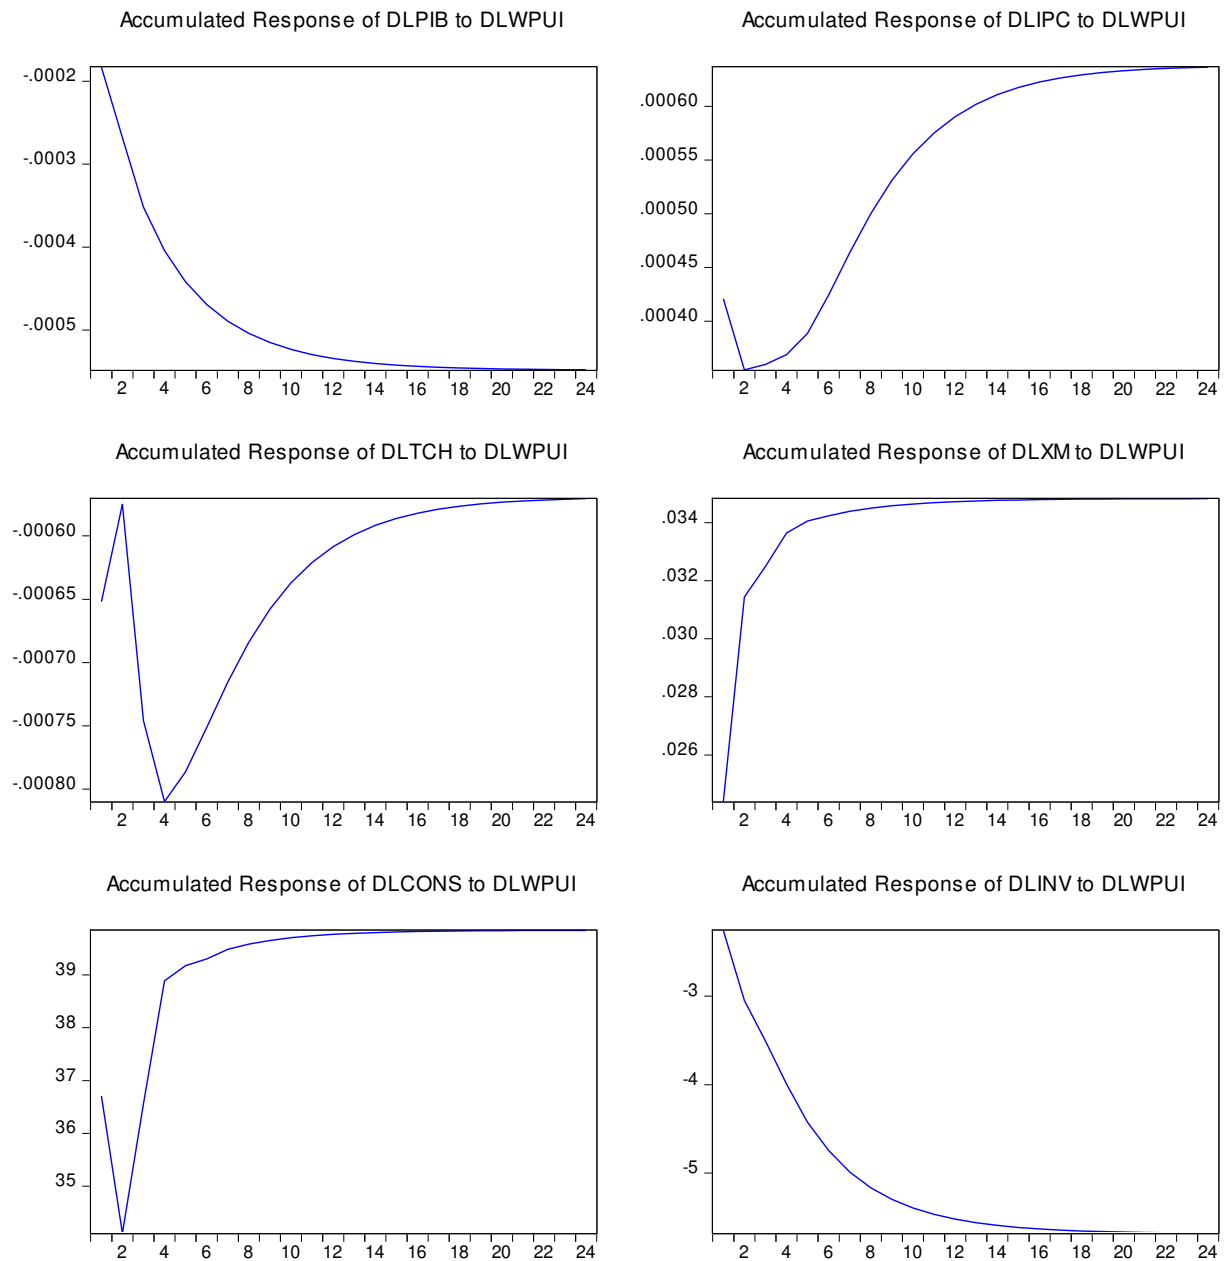 Accumulated Response of DLPIB to DLWPUI
-.0002
-.0003
-.0004
-.0005
2 4 6 8 10 12 14 16 18 20 22 24
Accumulated Response of DLIPC to DLWPUI
.00060
.00055
.00050
.00045
.00040
2 4 6 8 10 12 14 16 18 20 22 24
Accumulated Response of DLTCH to DLWPUI
-.00060
-.00065
-.00070
-.00075
-.00080
2 4 6 8 10 12 14 16 18 20 22 24
Accumulated Response of DLXM to DLWPUI
.034
.032
.030
.028
.026
2 4 6 8 10 12 14 16 18 20 22 24
Accumulated Response of DLCONS to DLWPUI
39
38
37
36
35
2 4 6 8 10 12 14 16 18 20 22 24
Accumulated Response of DLINV to DLWPUI
-3
-4
-5
2 4 6 8 10 12 14 16 18 20 22 24